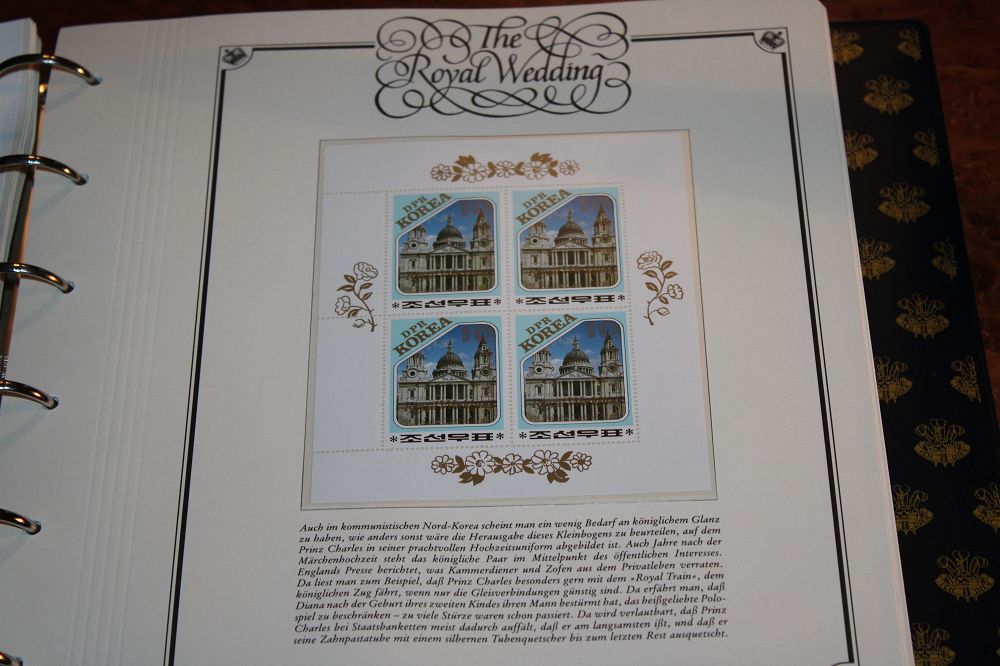 The
Royal Wedding
DPR
KOREA
DPR
KOREA
*조선우표*
*조선우표*
DPR
KOREA
DPR
KOREA
*조선우표*
*조선우표*
Auch im kommunistischen Nord-Korea scheint man ein wenig Bedarf an königlichem Glanz
zu haben, wie anders sonst wäre die Herausgabe dieses Kleinbogens zu beurteilen, auf dem
Prinz Charles in seiner prachtvollen Hochzeitsuniform abgebildet ist. Auch Jahre nach der
Märchenhochzeit steht das königliche Paar im Mittelpunkt des öffentlichen Interesses.
Englands Presse berichtet, was Kammerdiener und Zofen aus dem Privatleben verraten.
Da liest man zum Beispiel, daß Prinz Charles besonders gern mit dem »Royal Train«, dem
königlichen Zug fährt, wenn nur die Gleisverbindungen günstig sind. Da erfährt man, daß
Diana nach der Geburt ihres zweiten Kindes ihren Mann bestürmt hat, das heißgeliebte Polo-
spiel zu beschränken – zu viele Stürze waren schon passiert. Da wird verlautbart, daß Prinz
Charles bei Staatsbanketten meist dadurch auffällt, daß er am langsamsten ißt, und daß er
seine Zahnpastatube mit einem silbernen Tubenquetscher bis zum letzten Rest ausquetscht.